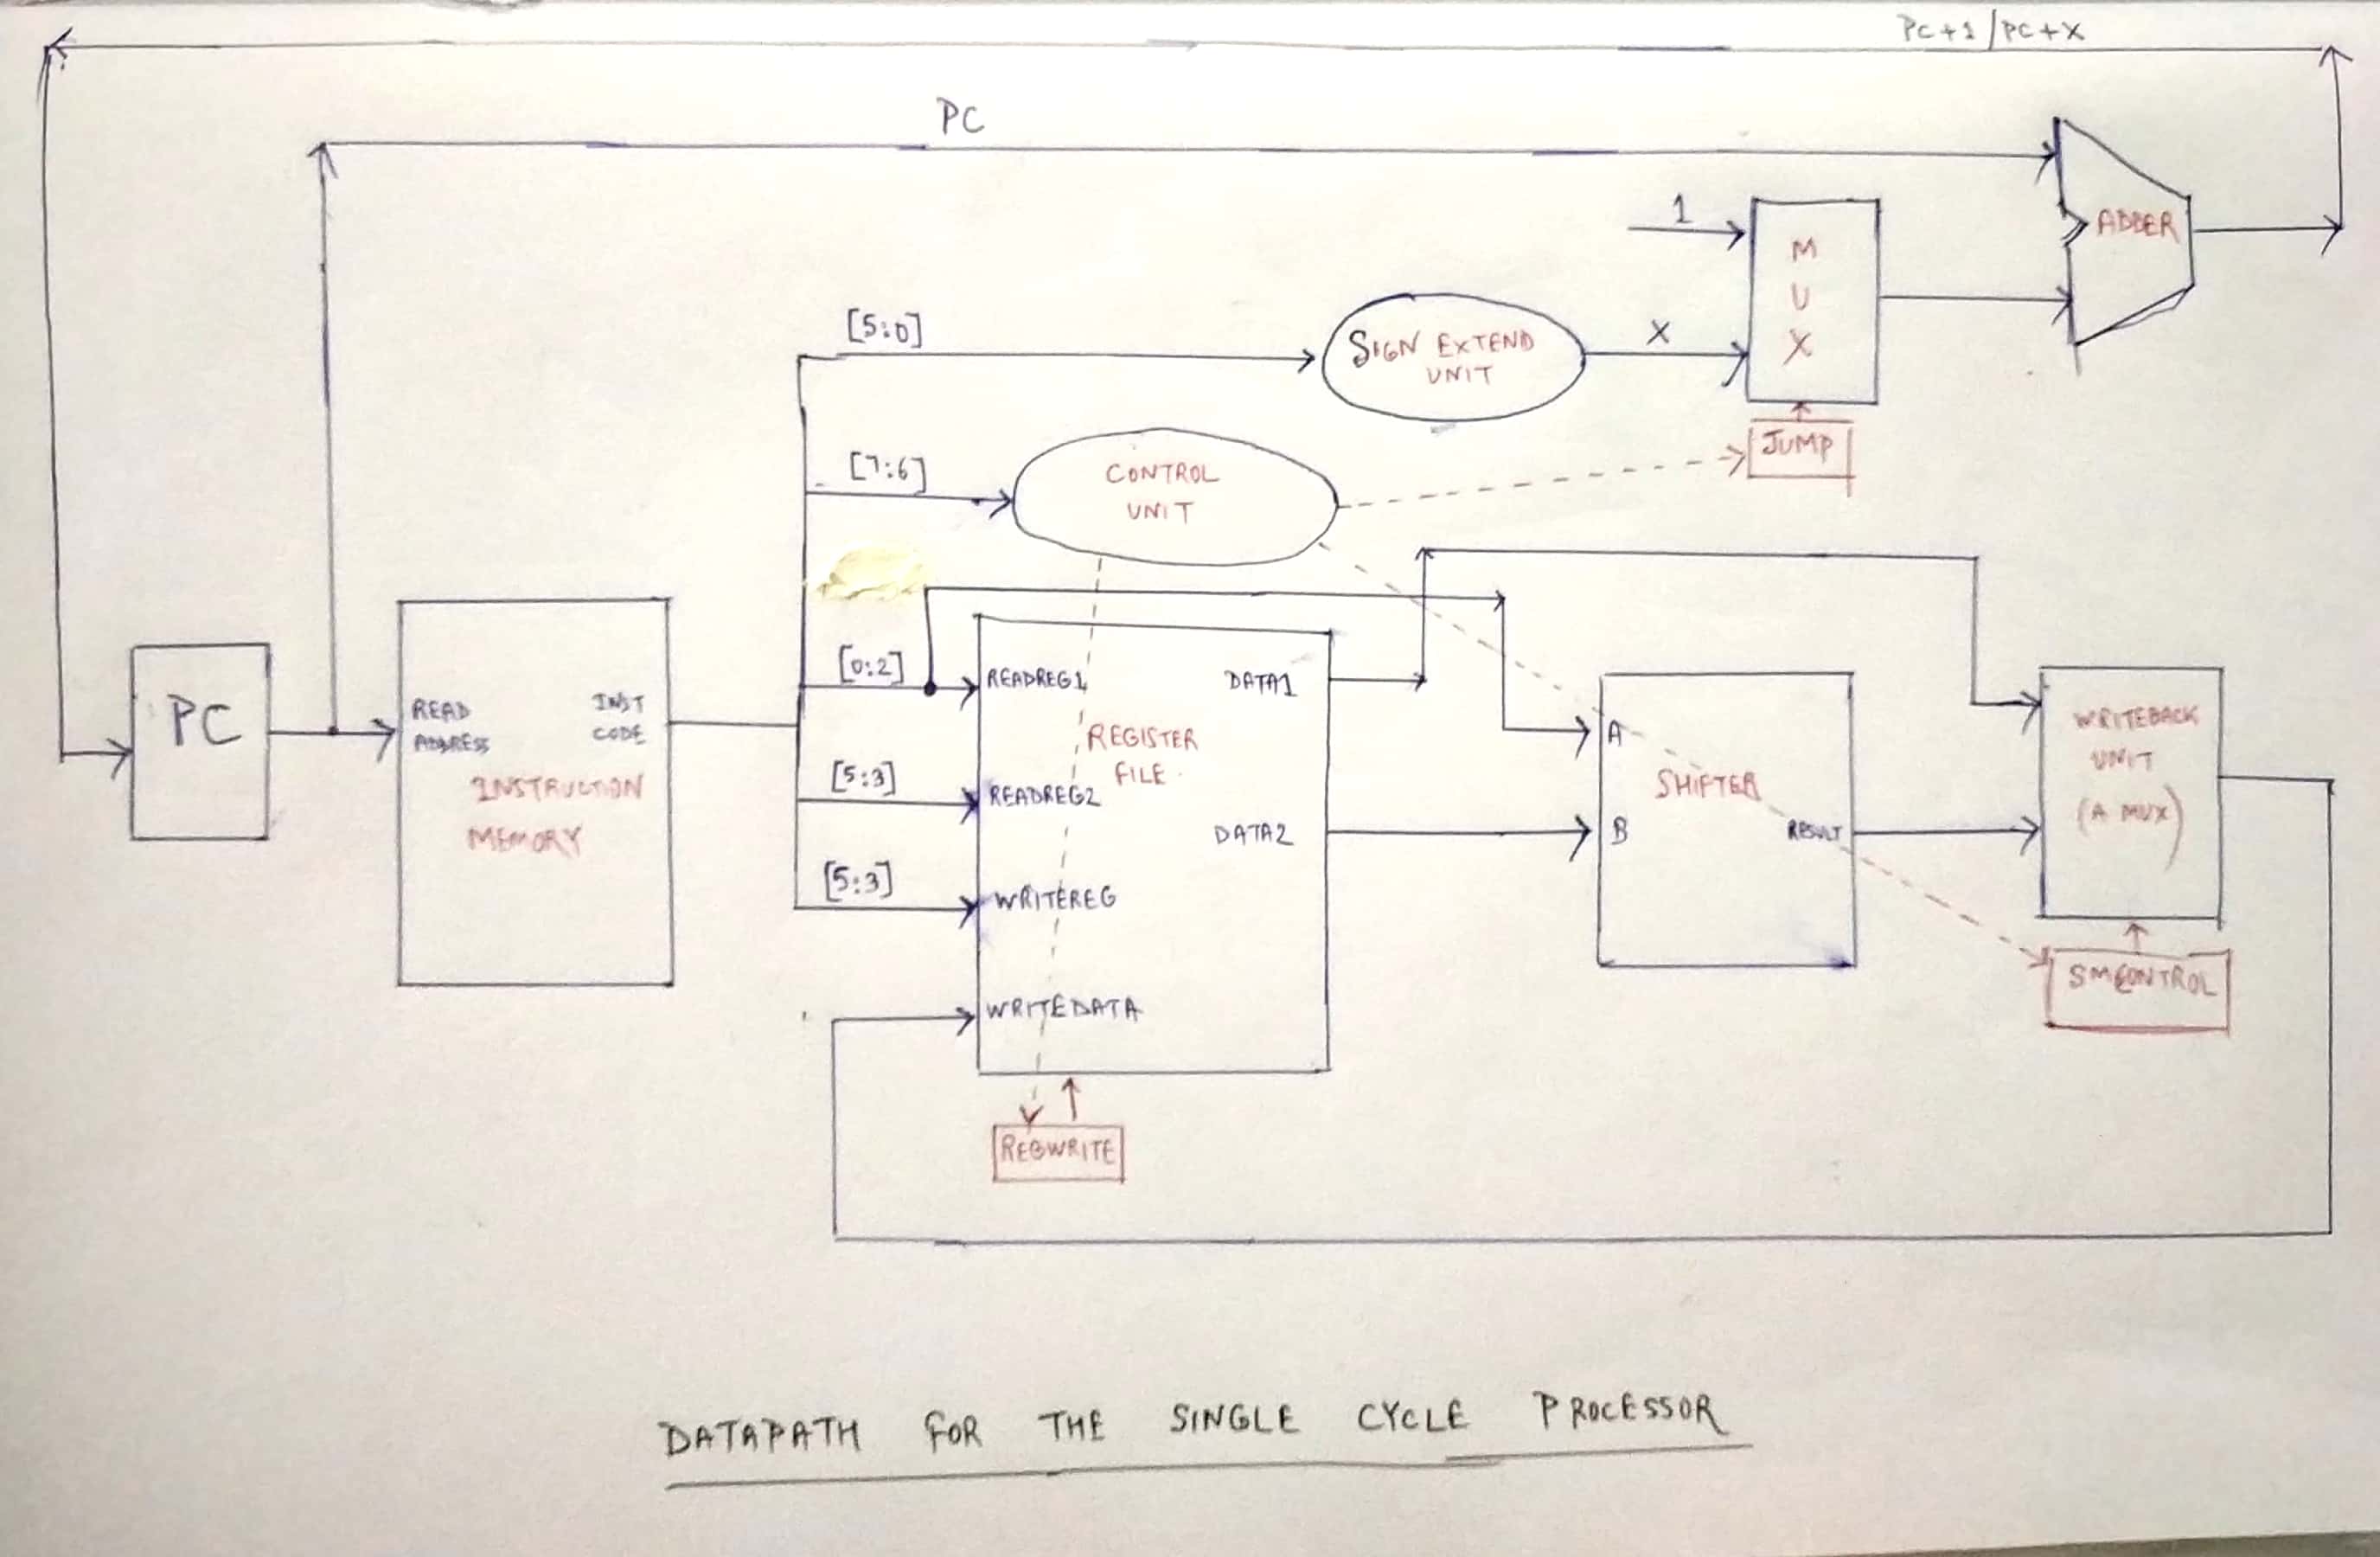 PC+1/PC+X
PC
1
ADDER
M
U
X
[5:0]
SIGN EXTEND
UNIT
X
JUMP
[7:6]
CONTROL
UNIT
PC
READ
ADDRESS
INST
CODE
INSTRUCTION
MEMORY
[0:2]
READREG1
DATA1
REGISTER
FILE
[5:3]
READREG2
DATA2
[5:3]
WRITEREG
WRITEDATA
REGWRITE
A
SHIFTER
B
RESULT
WRITEBACK
UNIT
(A MUX)
SMCONTROL
DATAPATH FOR THE SINGLE CYCLE PROCESSOR